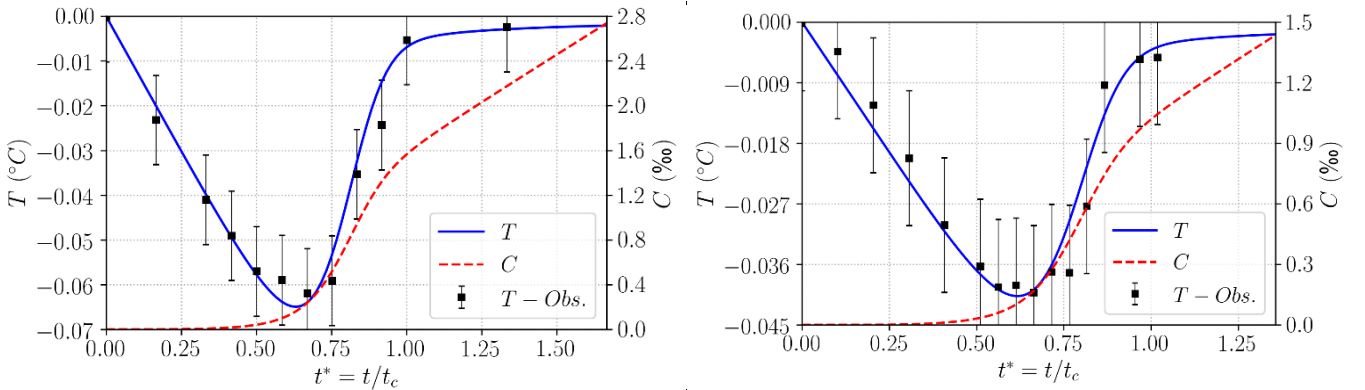 0.00
−0.01
−0.02
−0.03
−0.04
−0.05
−0.06
−0.07
T (°C)
0.00 0.25 0.50 0.75 1.00 1.25 1.50
t* = t/t_c
2.8
2.4
2.0
1.6
1.2
0.8
0.4
0.0
C (‰)
T
C
T − Obs.
0.000
−0.009
−0.018
−0.027
−0.036
−0.045
T (°C)
0.00 0.25 0.50 0.75 1.00 1.25
t* = t/t_c
1.5
1.2
0.9
0.6
0.3
0.0
C (‰)
T
C
T − Obs.